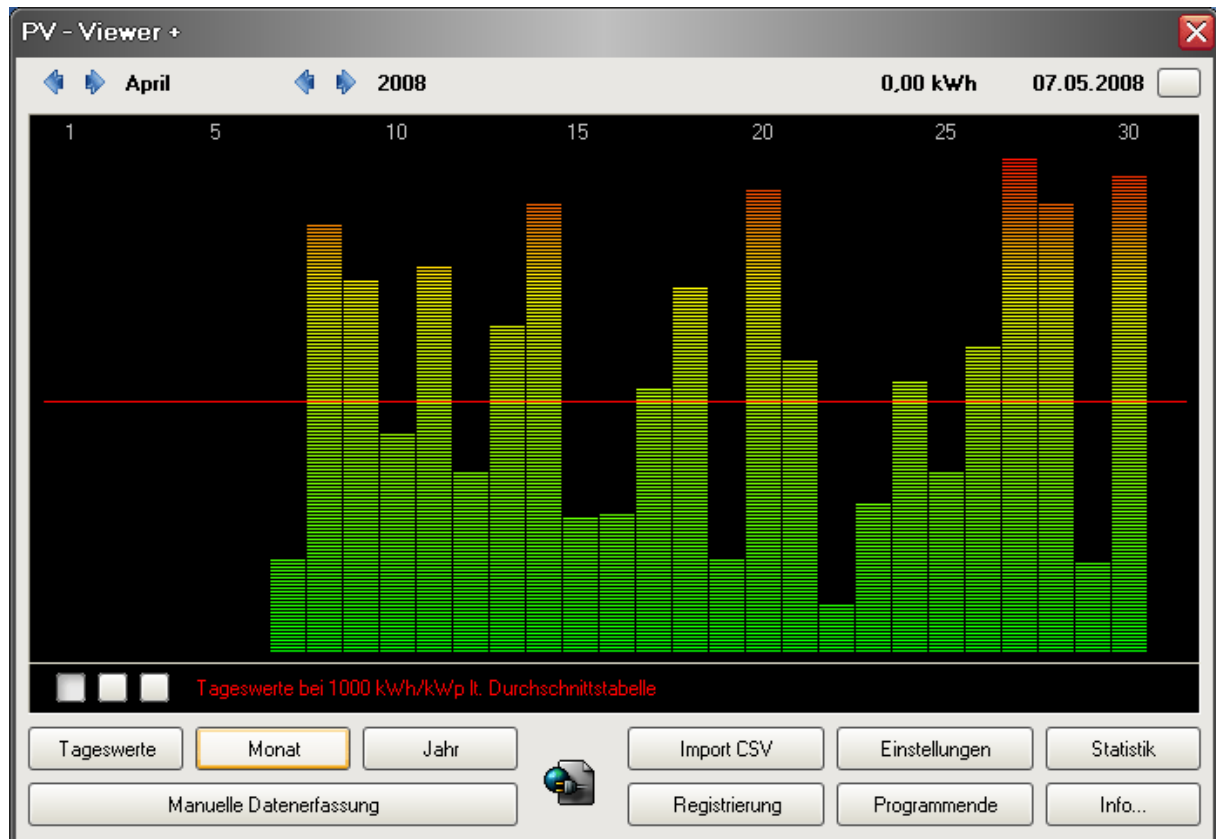 PV - Viewer +
April 2008 0,00 kWh 07.05.2008
1 5 10 15 20 25 30
Tageswerte bei 1000 kWh/kWp lt. Durchschnittstabelle
Tageswerte Monat Jahr Import CSV Einstellungen Statistik
Manuelle Datenerfassung Registrierung Programmende Info...